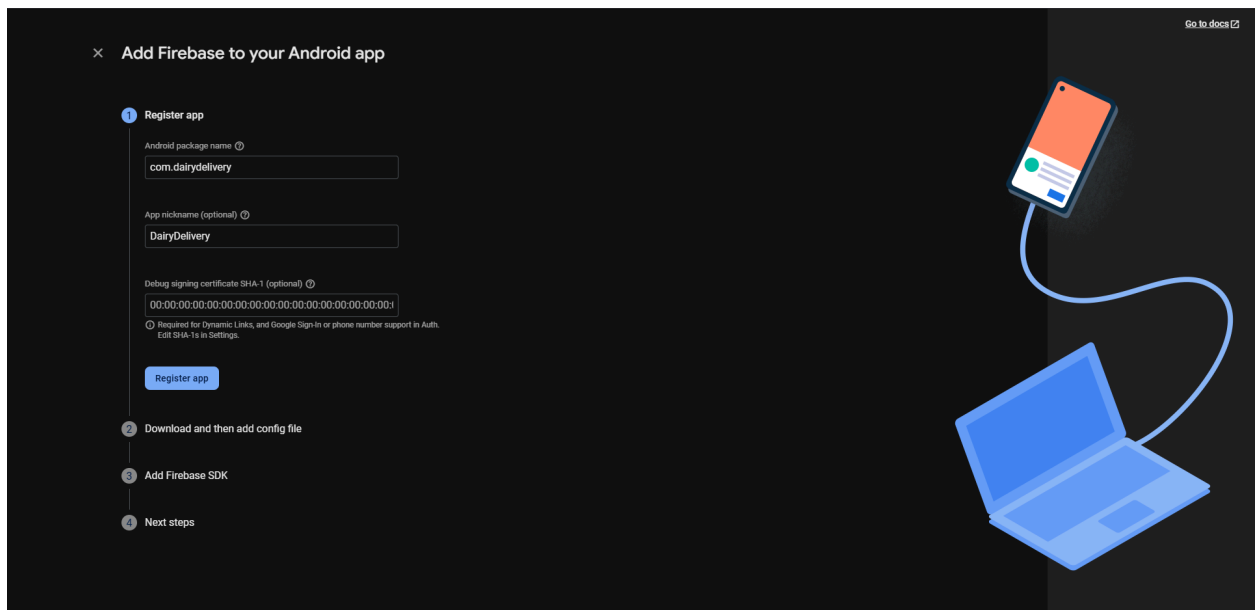 Go to docs
Add Firebase to your Android app
1 Register app
Android package name
com.dairydelivery
App nickname (optional)
DairyDelivery
Debug signing certificate SHA-1 (optional)
00:00:00:00:00:00:00:00:00:00:00:00:00:00:00:00:00:
Required for Dynamic Links, and Google Sign-In or phone number support in Auth.
Edit SHA-1s in Settings.
Register app
2 Download and then add config file
3 Add Firebase SDK
4 Next steps